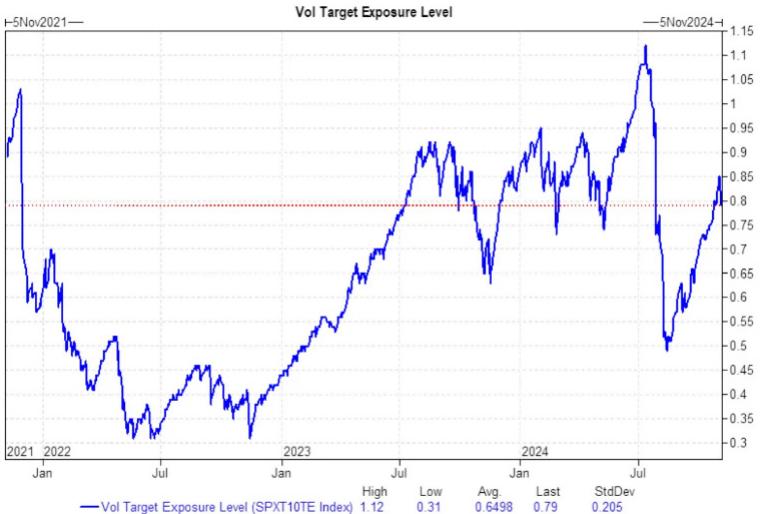 Vol Target Exposure Level
5Nov2021
5Nov2024
1.15
1.1
1.05
1
0.95
0.9
0.85
0.8
0.75
0.7
0.65
0.6
0.55
0.5
0.45
0.4
0.35
0.3
2021 2022 2023 2024
Jan Jul Jan Jul Jan Jul
High Low Avg. Last StdDev
Vol Target Exposure Level (SPXT10TE Index) 1.12 0.31 0.6498 0.79 0.205